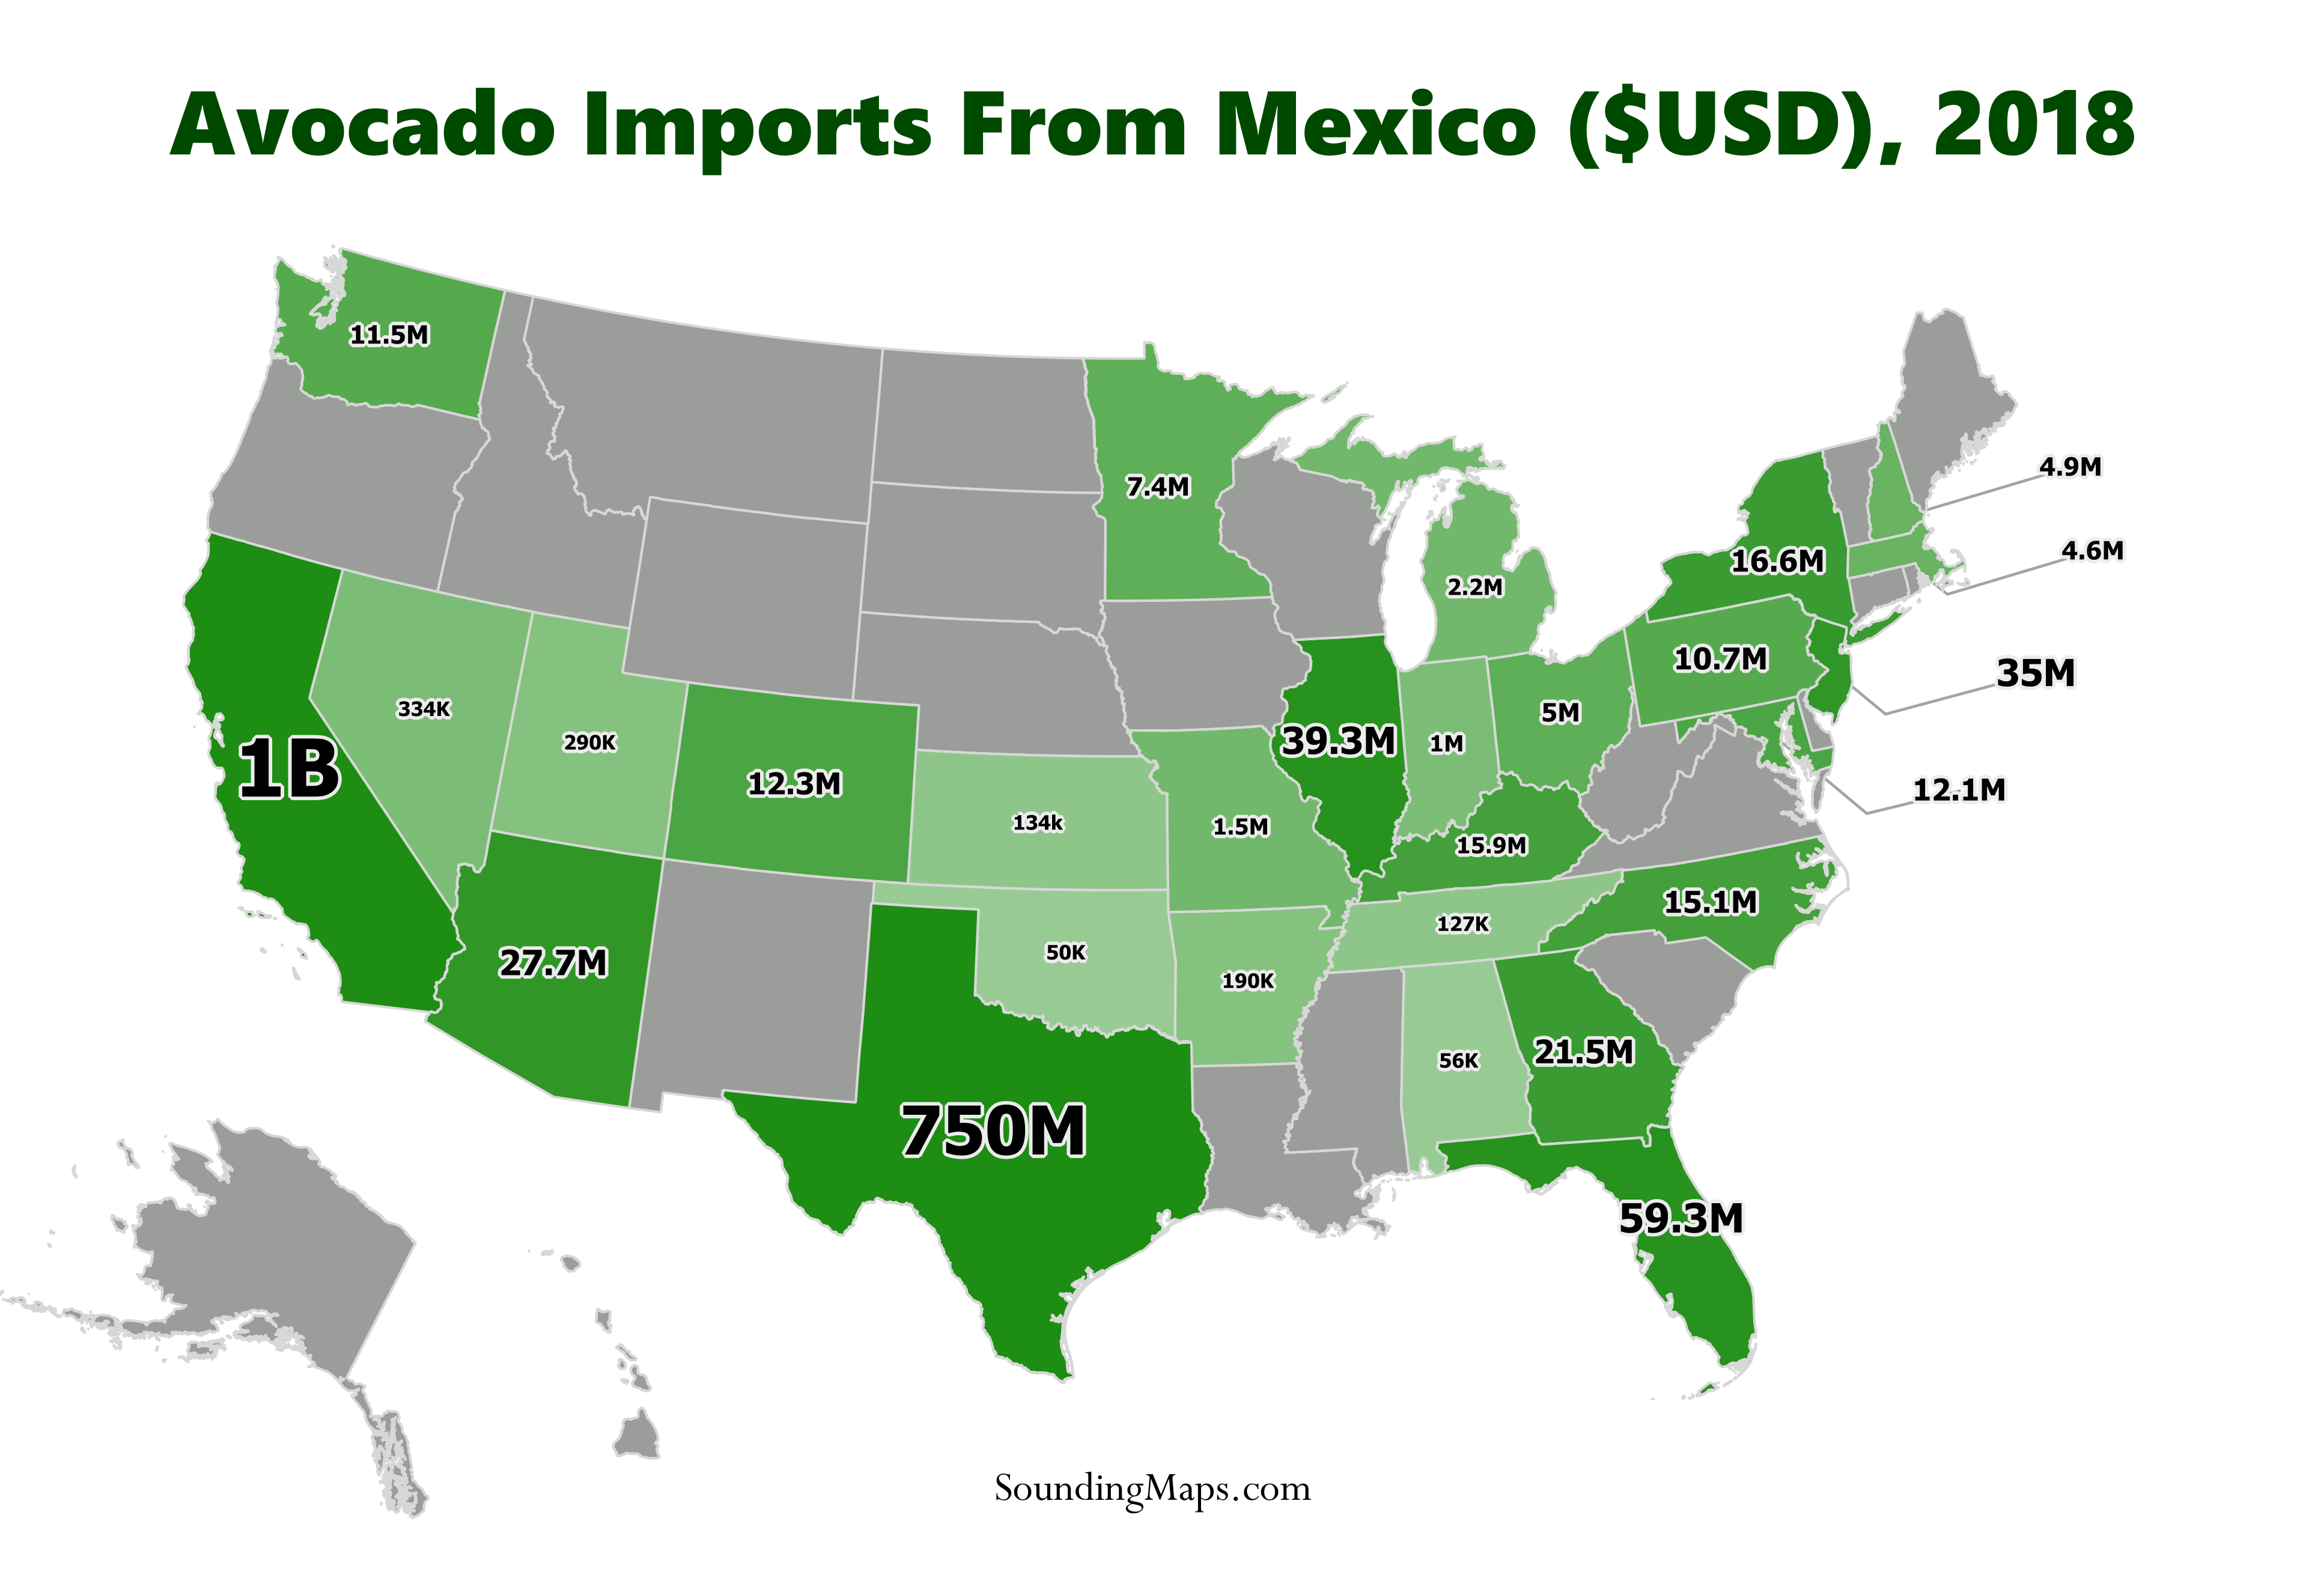 Avocado Imports From Mexico ($USD), 2018
11.5M
4.9M
7.4M
4.6M
16.6M
2.2M
10.7M
35M
334K
5M
290K
39.3M
1M
1B
12.3M
12.1M
134k
1.5M
15.9M
15.1M
127K
50K
27.7M
190K
21.5M
56K
750M
59.3M
SoundingMaps.com